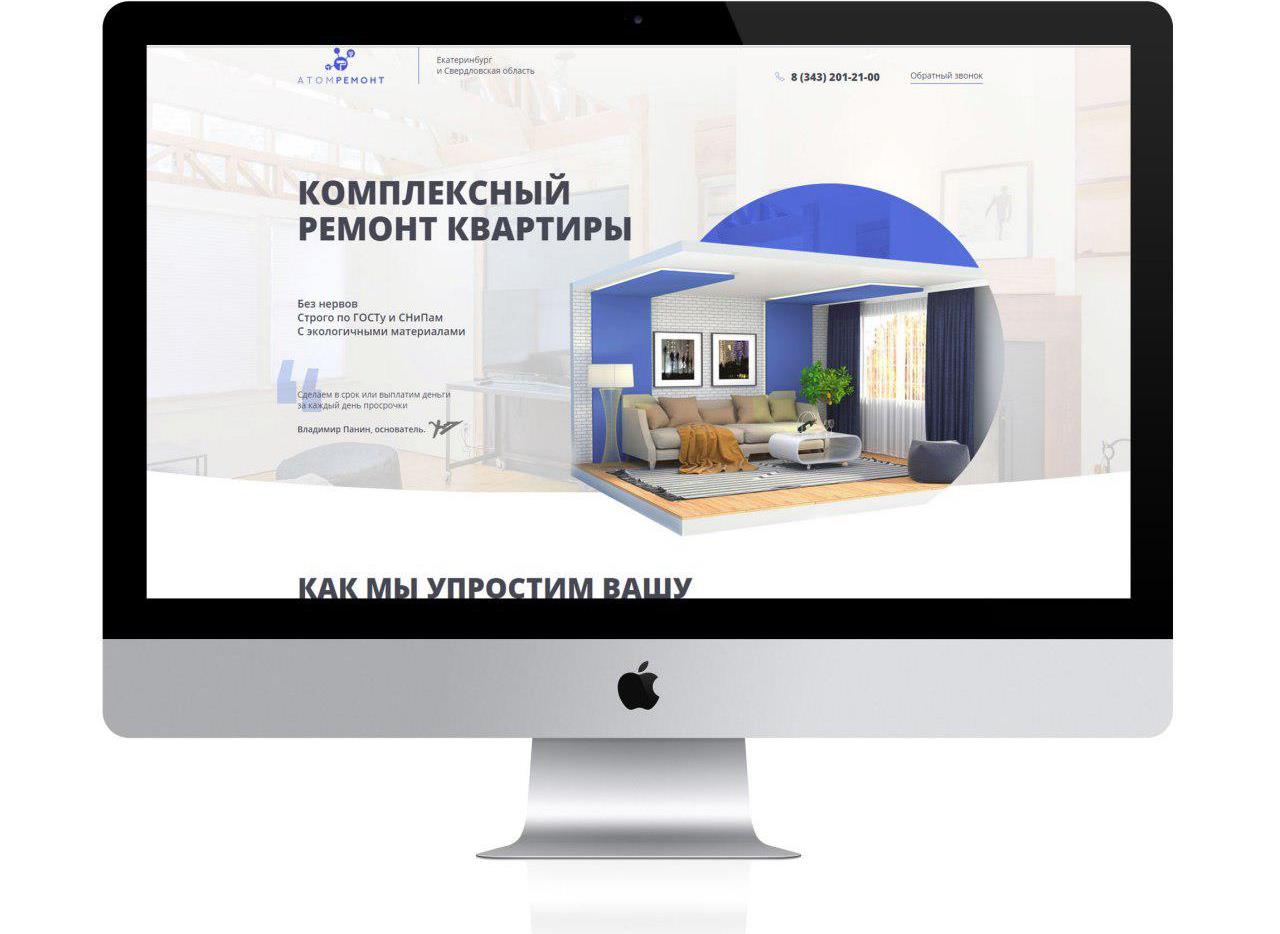 АТОМРЕМОНТ
Екатеринбург
и Свердловская область
8 (343) 201-21-00
Обратный звонок
КОМПЛЕКСНЫЙ
РЕМОНТ КВАРТИРЫ
Без нервов
Строго по ГОСТу и СНиПам
С экологичными материалами
Сделаем в срок или выплатим деньги
за каждый день просрочки
Владимир Панин, основатель.
КАК МЫ УПРОСТИМ ВАШУ